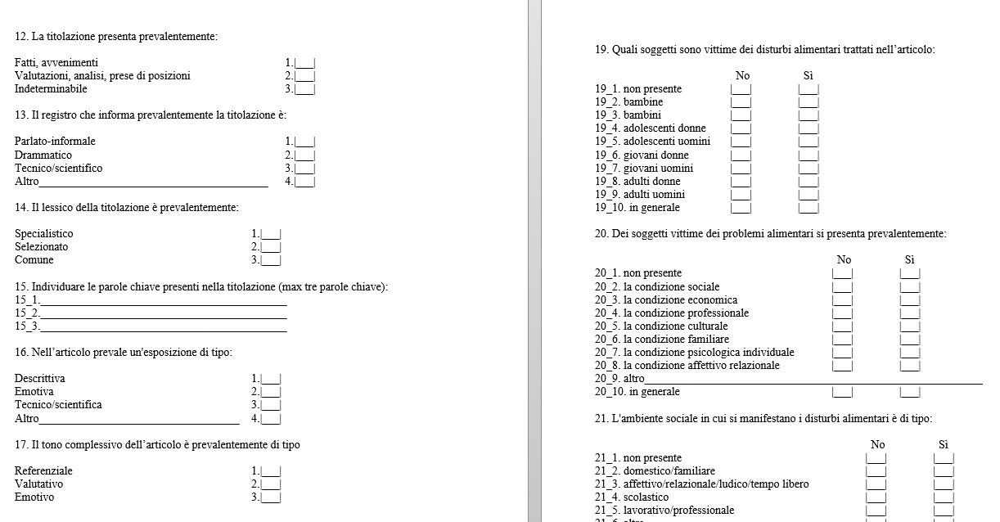 12. La titolazione presenta prevalentemente:
Fatti, avvenimenti 1.|___|
Valutazioni, analisi, prese di posizioni 2.|___|
Indeterminabile 3.|___|
13. Il registro che informa prevalentemente la titolazione è:
Parlato-informale 1.|___|
Drammatico 2.|___|
Tecnico/scientifico 3.|___|
Altro________________________________________ 4.|___|
14. Il lessico della titolazione è prevalentemente:
Specialistico 1.|___|
Selezionato 2.|___|
Comune 3.|___|
15. Individuare le parole chiave presenti nella titolazione (max tre parole chiave):
15_1.___________________________________________
15_2.___________________________________________
15_3.___________________________________________
16. Nell’articolo prevale un'esposizione di tipo:
Descrittiva 1.|___|
Emotiva 2.|___|
Tecnico/scientifica 3.|___|
Altro___________________________________ 4.|___|
17. Il tono complessivo dell’articolo è prevalentemente di tipo
Referenziale 1.|___|
Valutativo 2.|___|
Emotivo 3.|___|
19. Quali soggetti sono vittime dei disturbi alimentari trattati nell’articolo:
No Sì
19_1. non presente |___| |___|
19_2. bambine |___| |___|
19_3. bambini |___| |___|
19_4. adolescenti donne |___| |___|
19_5. adolescenti uomini |___| |___|
19_6. giovani donne |___| |___|
19_7. giovani uomini |___| |___|
19_8. adulti donne |___| |___|
19_9. adulti uomini |___| |___|
19_10. in generale |___| |___|
20. Dei soggetti vittime dei problemi alimentari si presenta prevalentemente:
No Sì
20_1. non presente |___| |___|
20_2. la condizione sociale |___| |___|
20_3. la condizione economica |___| |___|
20_4. la condizione professionale |___| |___|
20_5. la condizione culturale |___| |___|
20_6. la condizione familiare |___| |___|
20_7. la condizione psicologica individuale |___| |___|
20_8. la condizione affettivo relazionale |___| |___|
20_9. altro___________________________________________________________
20_10. in generale |___| |___|
21. L'ambiente sociale in cui si manifestano i disturbi alimentari è di tipo:
No Sì
21_1. non presente |___| |___|
21_2. domestico/familiare |___| |___|
21_3. affettivo/relazionale/ludico/tempo libero |___| |___|
21_4. scolastico |___| |___|
21_5. lavorativo/professionale |___| |___|